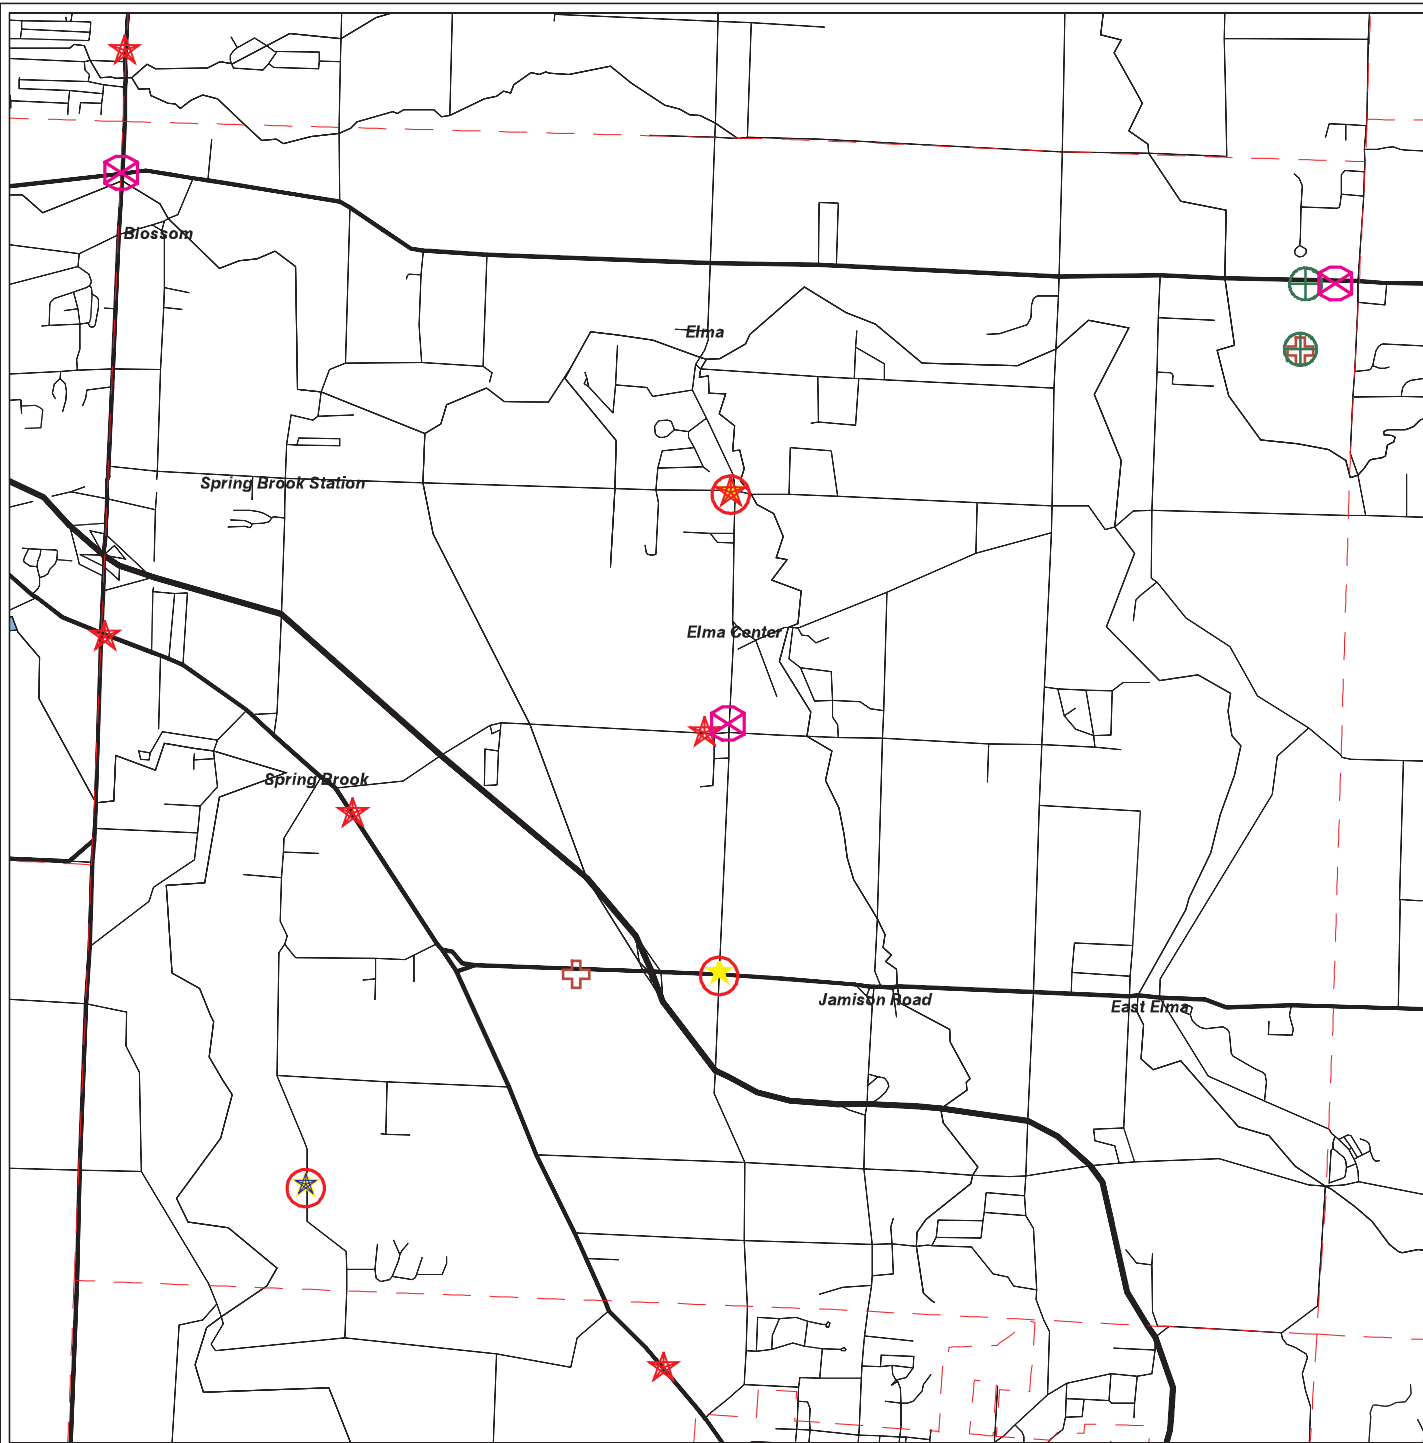 Blossom
Elma
Spring Brook Station
Elma Center
Spring Brook
Jamison Road
East Elma